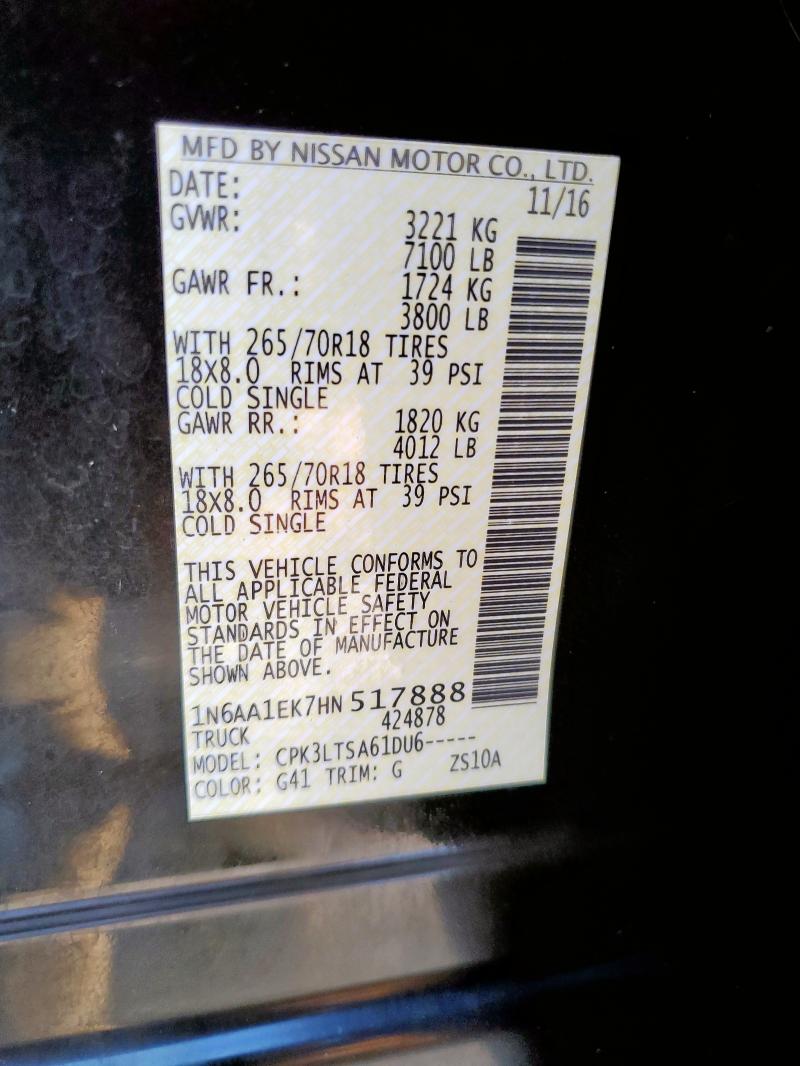 MFD BY NISSAN MOTOR CO., LTD.
DATE: 11/16
GVWR: 3221 KG
7100 LB
GAWR FR.: 1724 KG
3800 LB
WITH 265/70R18 TIRES
18X8.0 RIMS AT 39 PSI
COLD SINGLE
GAWR RR.: 1820 KG
4012 LB
WITH 265/70R18 TIRES
18X8.0 RIMS AT 39 PSI
COLD SINGLE
THIS VEHICLE CONFORMS TO
ALL APPLICABLE FEDERAL
MOTOR VEHICLE SAFETY
STANDARDS IN EFFECT ON
THE DATE OF MANUFACTURE
SHOWN ABOVE.
1N6AA1EK7HN 517888
TRUCK 424878
MODEL: CPK3LTSA61DU6-----
COLOR: G41 TRIM: G ZS10A